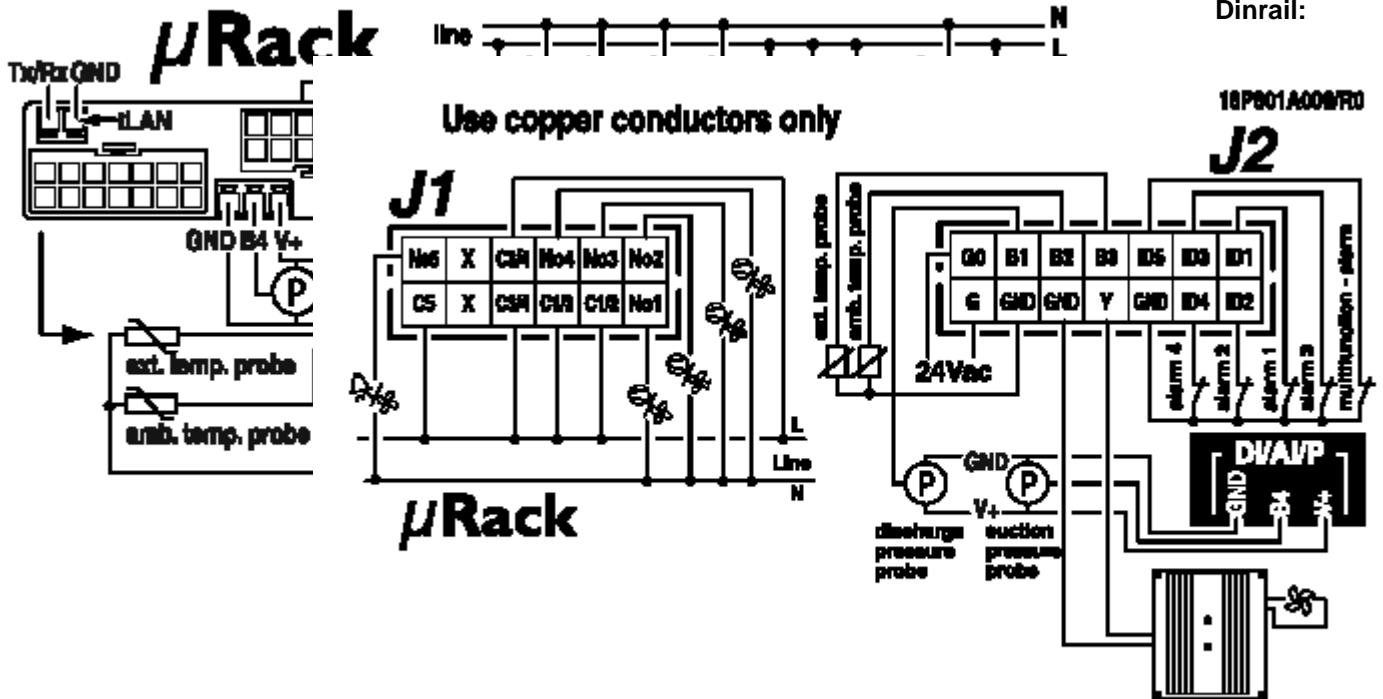 Dinrail:
µRack
line
N
L
Tx/Rx GND
tLAN
GND B4 V+
P
ext. temp. probe
amb. temp. probe
Use copper conductors only
J1
No5 X C3/4 No4 No3 No2
C5 X C3/4 C1/2 C1/2 No1
L
Line
N
µRack
J2
ext. temp. probe
amb. temp. probe
G0 B1 B2 B3 ID5 ID3 ID1
G GND GND Y GND ID4 ID2
24Vac
alarm 4
alarm 2
alarm 1
alarm 3
multifunction - alarm
DI/AI/P
GND
B4
V+
P
GND
P
V+
discharge pressure probe
suction pressure probe